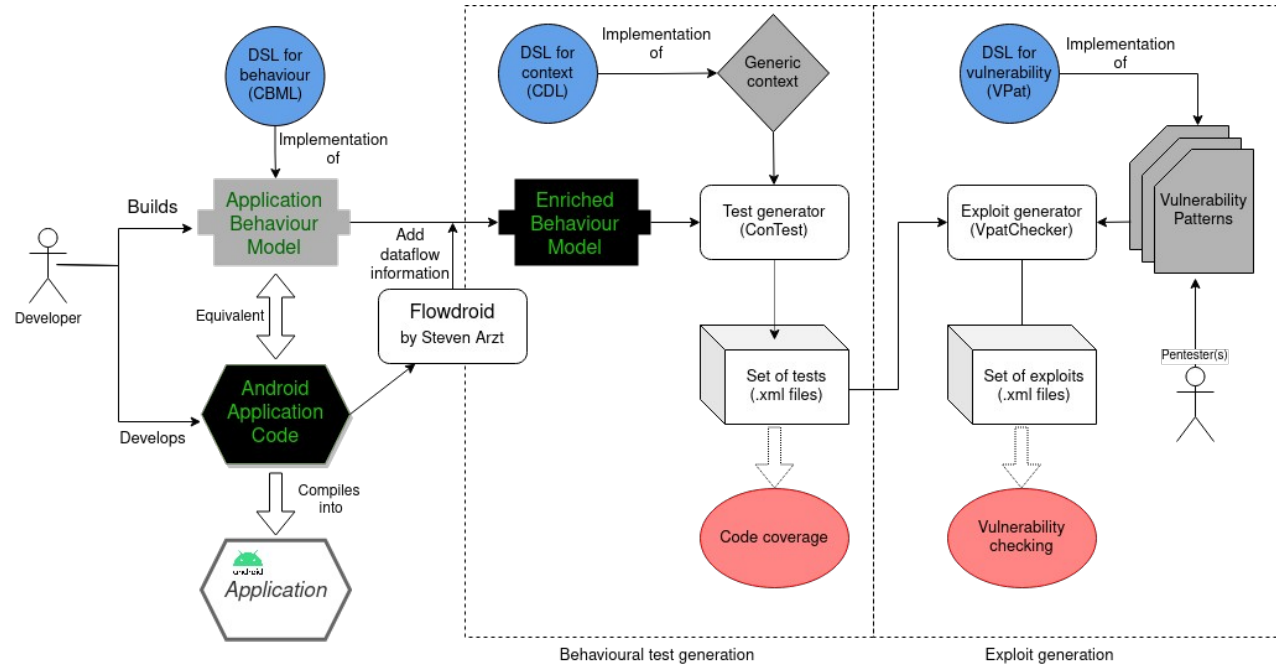 DSL for
behaviour
(CBML)
Implementation
of
Application
Behaviour
Model
Builds
Developer
Develops
Equivalent
Android
Application
Code
Compiles
into
android
Application
Add
dataflow
information
Flowdroid
by Steven Arzt
DSL for
context
(CDL)
Implementation
of
Generic
context
Enriched
Behaviour
Model
Test generator
(ConTest)
Set of tests
(.xml files)
Code coverage
Behavioural test generation
DSL for
vulnerability
(VPat)
Implementation
of
Vulnerability
Patterns
Exploit generator
(VpatChecker)
Pentester(s)
Set of exploits
(.xml files)
Vulnerability
checking
Exploit generation